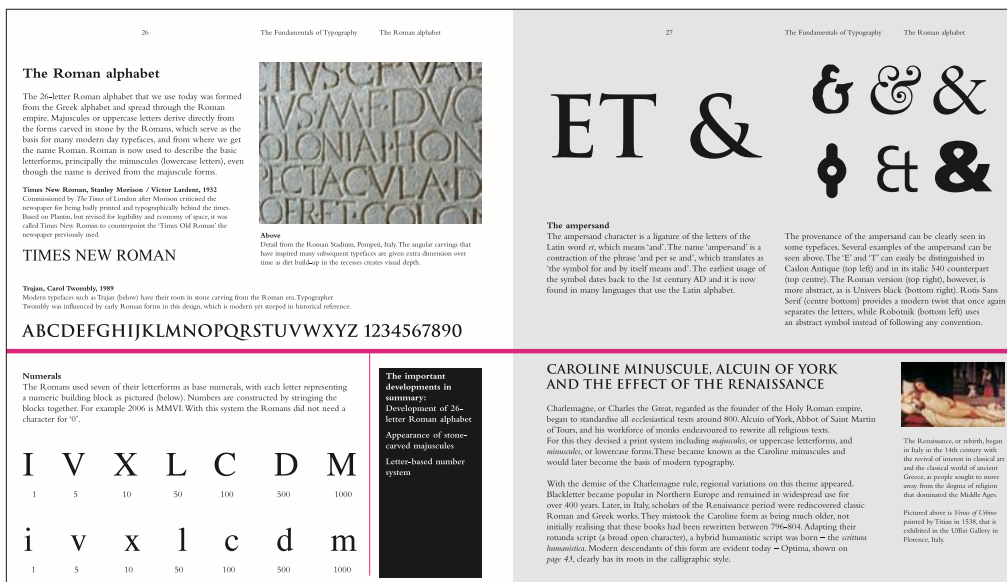 26
The Fundamentals of Typography
The Roman alphabet
The Roman alphabet
The 26-letter Roman alphabet that we use today was formed
from the Greek alphabet and spread through the Roman
empire. Majuscules or uppercase letters derive directly from
the forms carved in stone by the Romans, which serve as the
basis for many modern day typefaces, and from where we get
the name Roman. Roman is now used to describe the basic
letterforms, principally the minuscules (lowercase letters), even
though the name is derived from the majuscule forms.
Times New Roman, Stanley Morison / Victor Lardent, 1932
Commissioned by The Times of London after Morison criticised the
newspaper for being badly printed and typographically behind the times.
Based on Plantin, but revised for legibility and economy of space, it was
called Times New Roman to counterpoint the 'Times Old Roman' the
newspaper previously used.
TIMES NEW ROMAN
IVSM·F·DVO
OLONIA
ECTACVLA·D
Above
Detail from the Roman Stadium, Pompeii, Italy. The angular carvings that
have inspired many subsequent typefaces are given extra dimension over
time as dirt build-up in the recesses creates visual depth.
Trajan, Carol Twombly, 1989
Modern typefaces such as Trajan (below) have their roots in stone carving from the Roman era. Typographer
Twombly was influenced by early Roman forms in this design, which is modern yet steeped in historical reference.
ABCDEFGHIJKLMNOPQRSTUVWXYZ 1234567890
27
The Fundamentals of Typography
The Roman alphabet
ET &
& & &
& & &
The ampersand
The ampersand character is a ligature of the letters of the
Latin word et, which means 'and'. The name 'ampersand' is a
contraction of the phrase 'and per se and', which translates as
'the symbol for and by itself means and'. The earliest usage of
the symbol dates back to the 1st century AD and it is now
found in many languages that use the Latin alphabet.
The provenance of the ampersand can be clearly seen in
some typefaces. Several examples of the ampersand can be
seen above. The 'E' and 'T' can easily be distinguished in
Caslon Antique (top left) and in its italic 540 counterpart
(top centre). The Roman version (top right), however, is
more abstract, as is Univers black (bottom right). Rotis Sans
Serif (centre bottom) provides a modern twist that once again
separates the letters, while Robotnik (bottom left) uses
an abstract symbol instead of following any convention.
Numerals
The Romans used seven of their letterforms as base numerals, with each letter representing
a numeric building block as pictured (below). Numbers are constructed by stringing the
blocks together. For example 2006 is MMVI. With this system the Romans did not need a
character for '0'.
I V X L C D M
1 5 10 50 100 500 1000
i v x l c d m
1 5 10 50 100 500 1000
The important
developments in
summary:
Development of 26-
letter Roman alphabet
Appearance of stone-
carved majuscules
Letter-based number
system
CAROLINE MINUSCULE, ALCUIN OF YORK
AND THE EFFECT OF THE RENAISSANCE
Charlemagne, or Charles the Great, regarded as the founder of the Holy Roman empire,
began to standardise all ecclesiastical texts around 800. Alcuin of York, Abbot of Saint Martin
of Tours, and his workforce of monks endeavoured to rewrite all religious texts.
For this they devised a print system including majuscules, or uppercase letterforms, and
minuscules, or lowercase forms. These became known as the Caroline minuscules and
would later become the basis of modern typography.
With the demise of the Charlemagne rule, regional variations on this theme appeared.
Blackletter became popular in Northern Europe and remained in widespread use for
over 400 years. Later, in Italy, scholars of the Renaissance period were rediscovered classic
Roman and Greek works. They mistook the Caroline form as being much older, not
initially realising that these books had been rewritten between 796–804. Adapting their
rotunda script (a broad open character), a hybrid humanistic script was born – the scrittura
humanistica. Modern descendants of this form are evident today – Optima, shown on
page 43, clearly has its roots in the calligraphic style.
The Renaissance, or rebirth, began
in Italy in the 14th century with
the revival of interest in classical art
and the classical world of ancient
Greece, as people sought to move
away from the dogma of religion
that dominated the Middle Ages.
Pictured above is Venus of Urbino
painted by Titian in 1538, that is
exhibited in the Uffizi Gallery in
Florence, Italy.